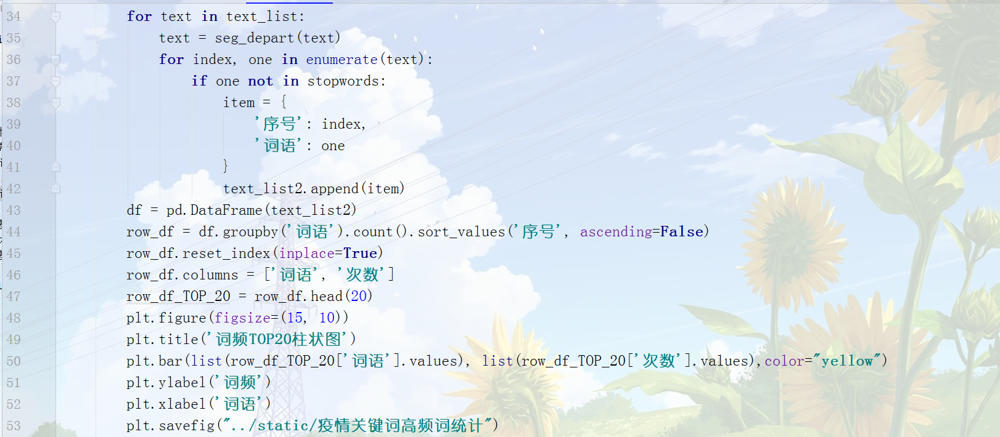 34 for text in text_list:
35 text = seg_depart(text)
36 for index, one in enumerate(text):
37 if one not in stopwords:
38 item = {
39 '序号': index,
40 '词语': one
41 }
42 text_list2.append(item)
43 df = pd.DataFrame(text_list2)
44 row_df = df.groupby('词语').count().sort_values('序号', ascending=False)
45 row_df.reset_index(inplace=True)
46 row_df.columns = ['词语', '次数']
47 row_df_TOP_20 = row_df.head(20)
48 plt.figure(figsize=(15, 10))
49 plt.title('词频TOP20柱状图')
50 plt.bar(list(row_df_TOP_20['词语'].values), list(row_df_TOP_20['次数'].values),color="yellow")
51 plt.ylabel('词频')
52 plt.xlabel('词语')
53 plt.savefig("../static/疫情关键词高频词统计")